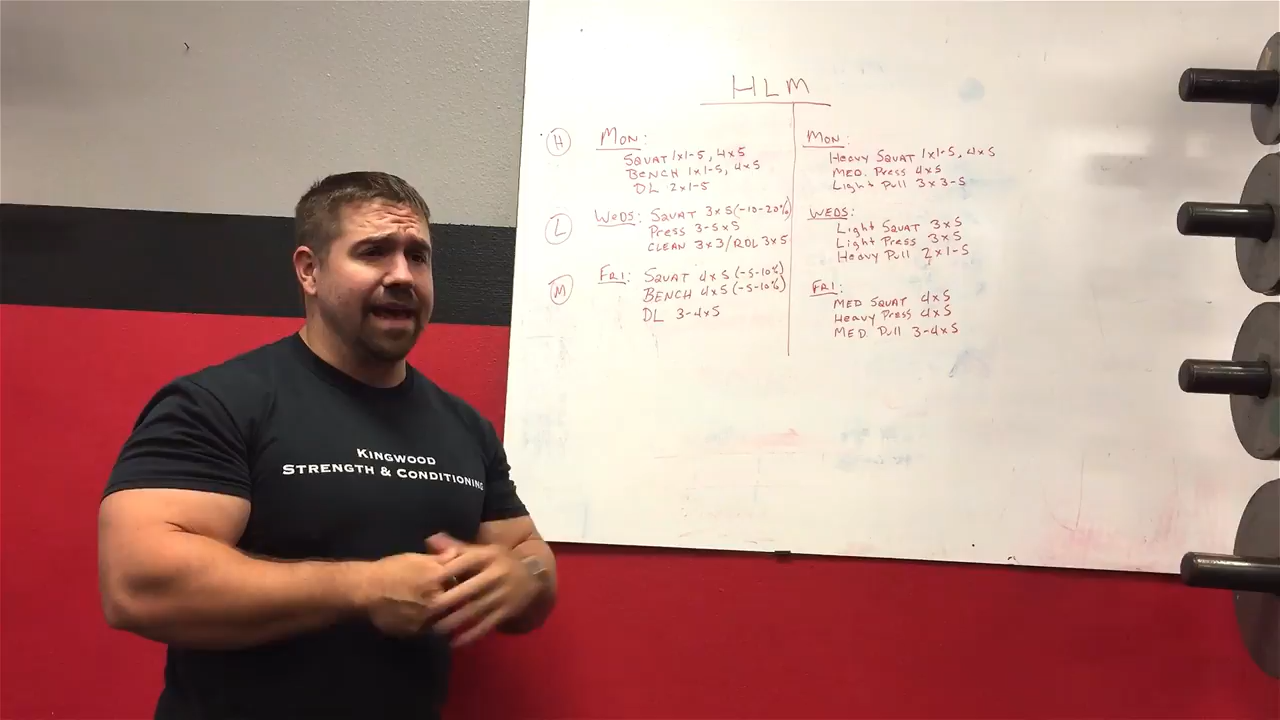 HLM
H
Mon:
Squat 1x1-5, 4x5
Bench 1x1-5, 4x5
DL 2x1-5
L
Weds: Squat 3x5 (-10-20%)
Press 3-5x5
Clean 3x3/RDL 3x5
M
Fri: Squat 4x5 (-5-10%)
Bench 4x5 (-5-10%)
DL 3-4x5
Mon:
Heavy Squat 1x1-5, 4x5
Med. Press 4x5
Light Pull 3x3-5
Weds:
Light Squat 3x5
Light Press 3x5
Heavy Pull 2x1-5
Fri:
Med Squat 4x5
Heavy Press 4x5
Med. Pull 3-4x5
Kingwood
Strength & Conditioning